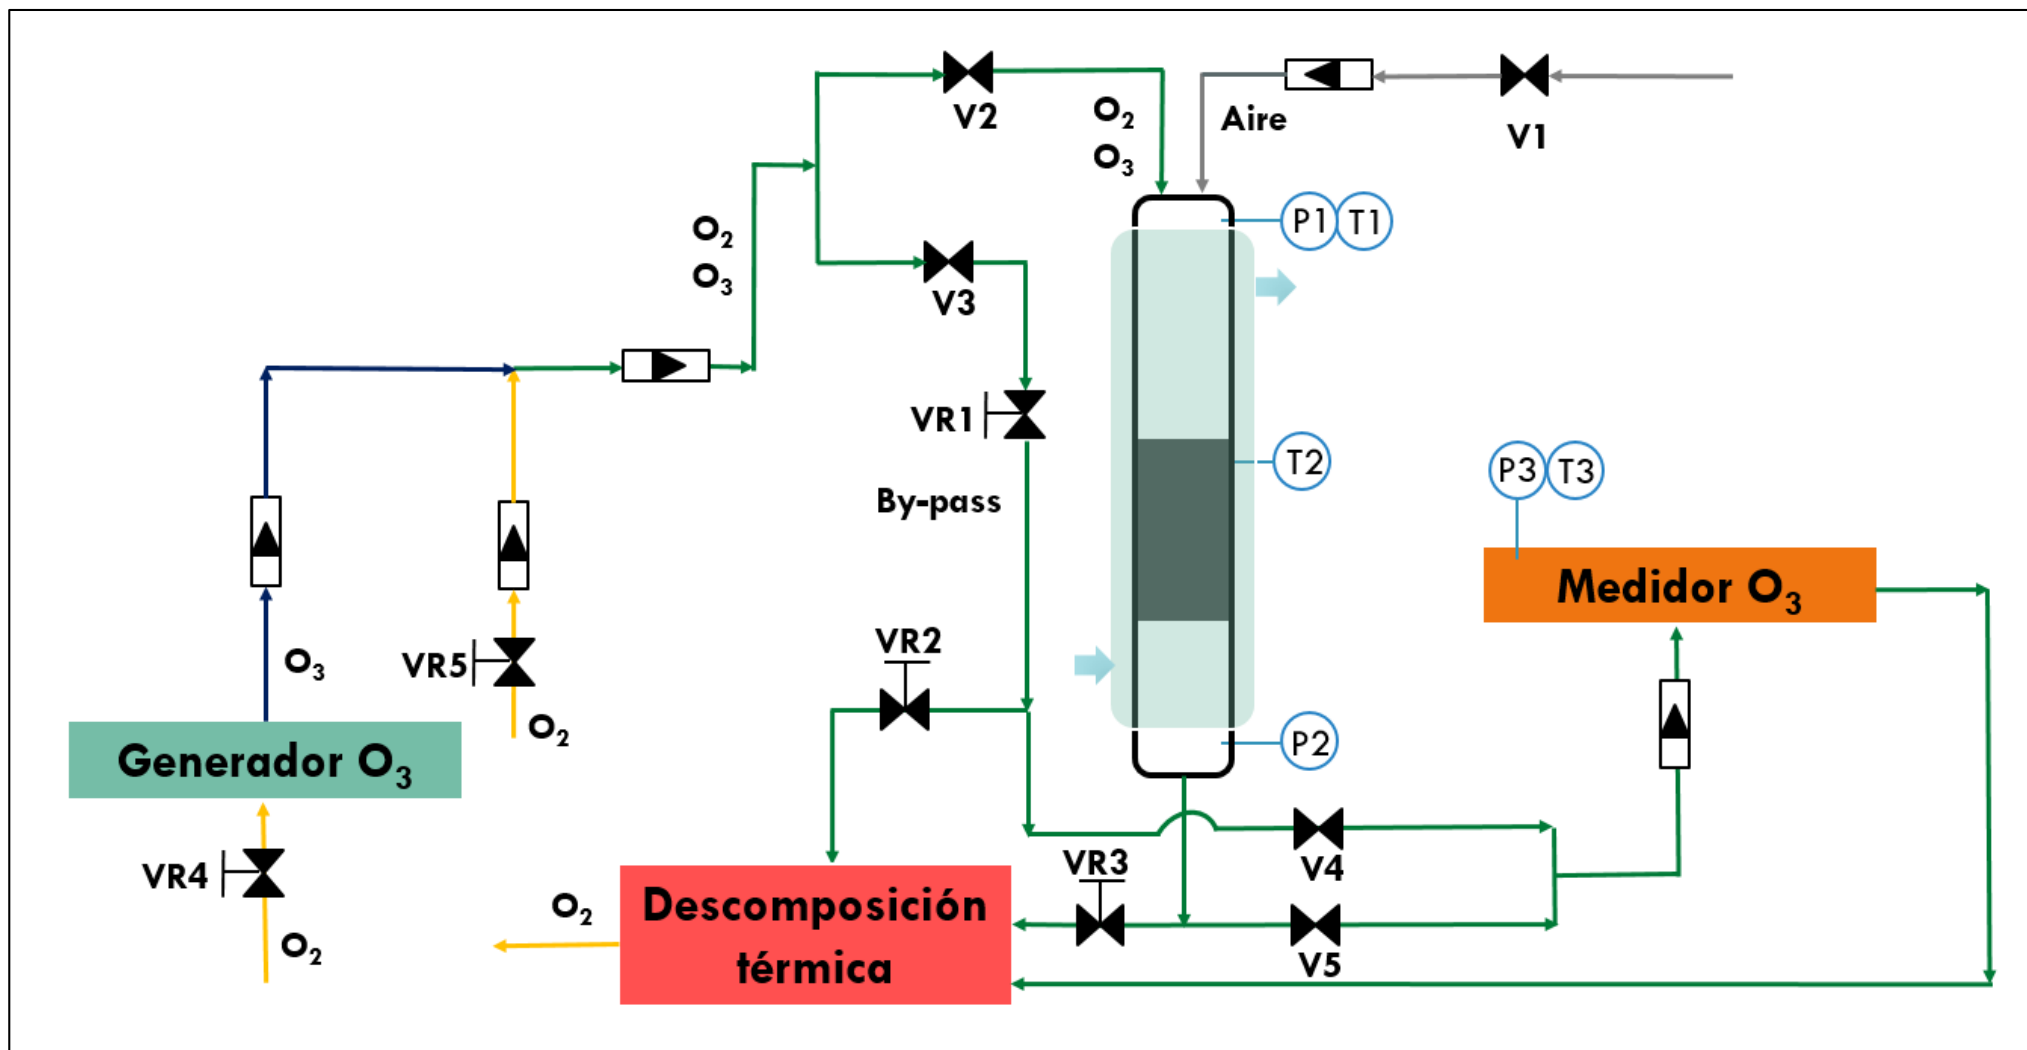 V2
O₂
O₃
Aire
V1
P1
T1
O₂
O₃
V3
VR1
By-pass
T2
P3
T3
Medidor O₃
VR2
O₃
VR5
O₂
Generador O₃
P2
VR4
O₂
O₂
Descomposición
térmica
VR3
V4
V5